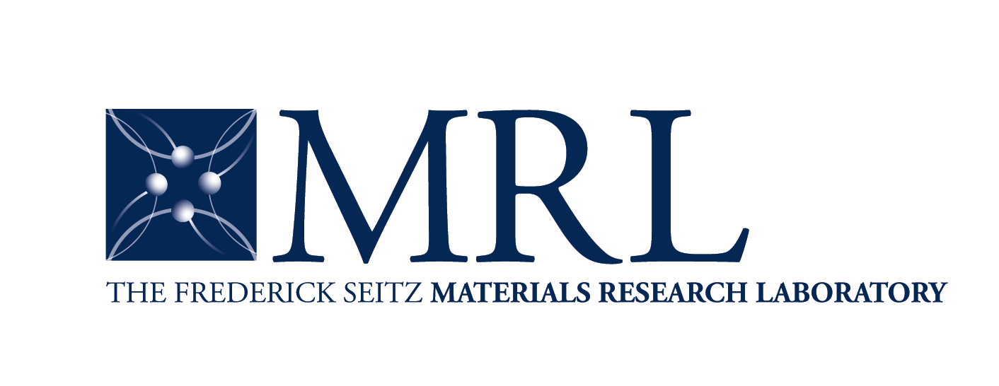 MRL
THE FREDERICK SEITZ MATERIALS RESEARCH LABORATORY